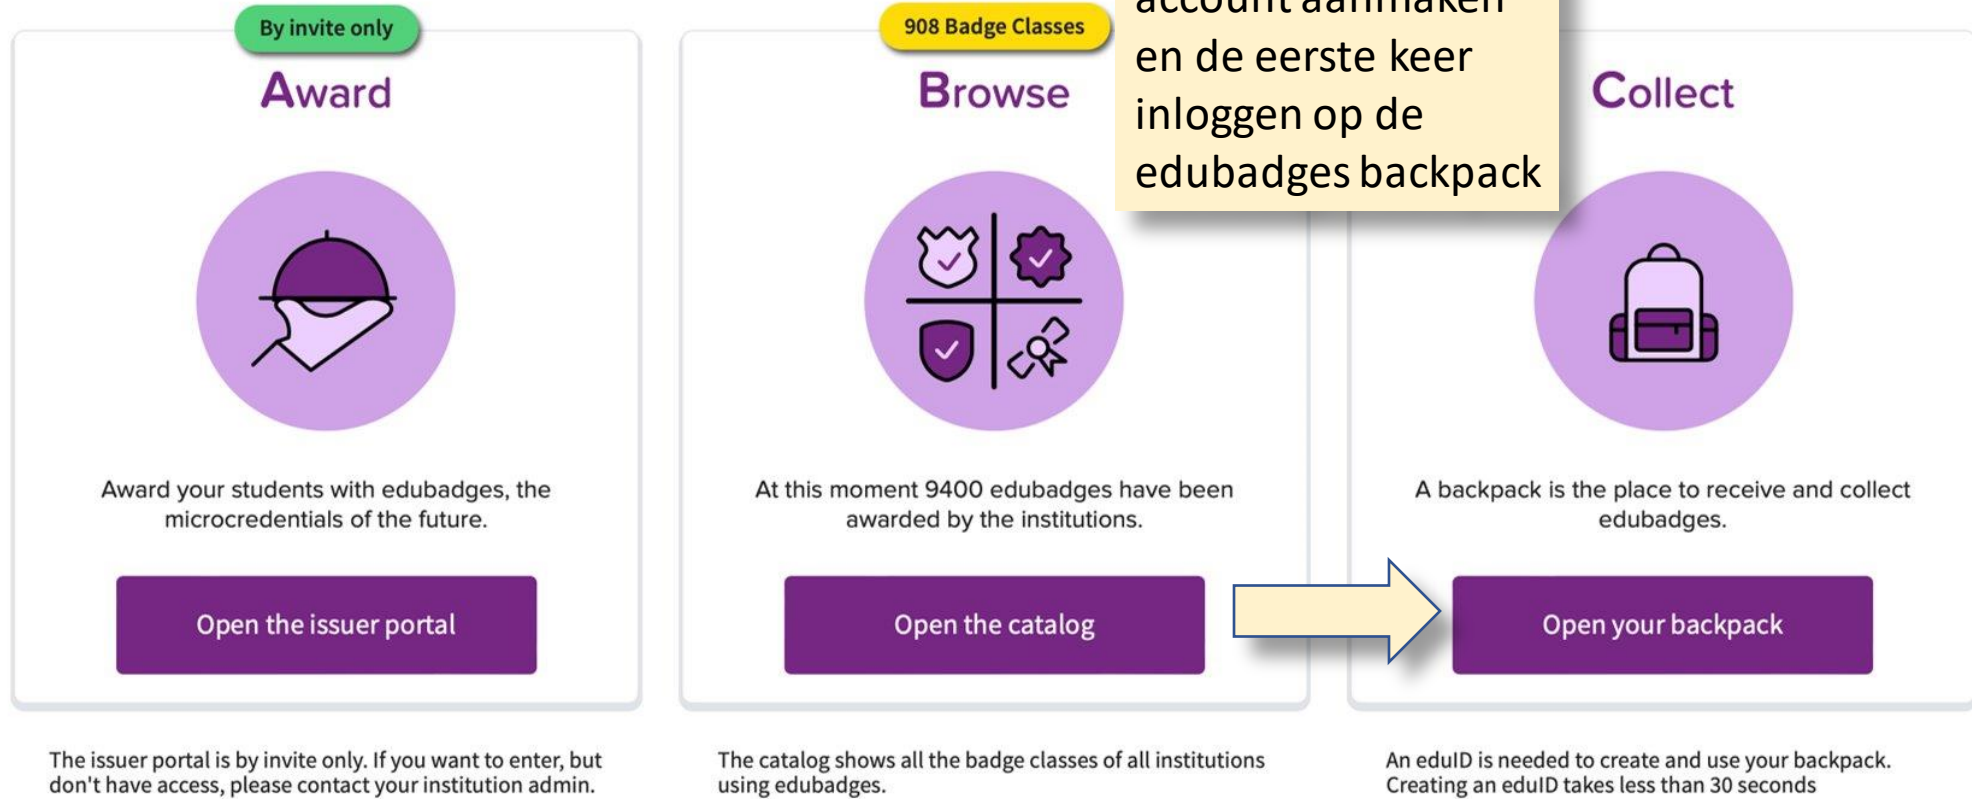 By invite only
Award
Award your students with edubadges, the
microcredentials of the future.
Open the issuer portal
The issuer portal is by invite only. If you want to enter, but
don't have access, please contact your institution admin.
908 Badge Classes
Browse
At this moment 9400 edubadges have been
awarded by the institutions.
Open the catalog
The catalog shows all the badge classes of all institutions
using edubadges.
account aanmaken
en de eerste keer
inloggen op de
edubadges backpack
Collect
A backpack is the place to receive and collect
edubadges.
Open your backpack
An eduID is needed to create and use your backpack.
Creating an eduID takes less than 30 seconds